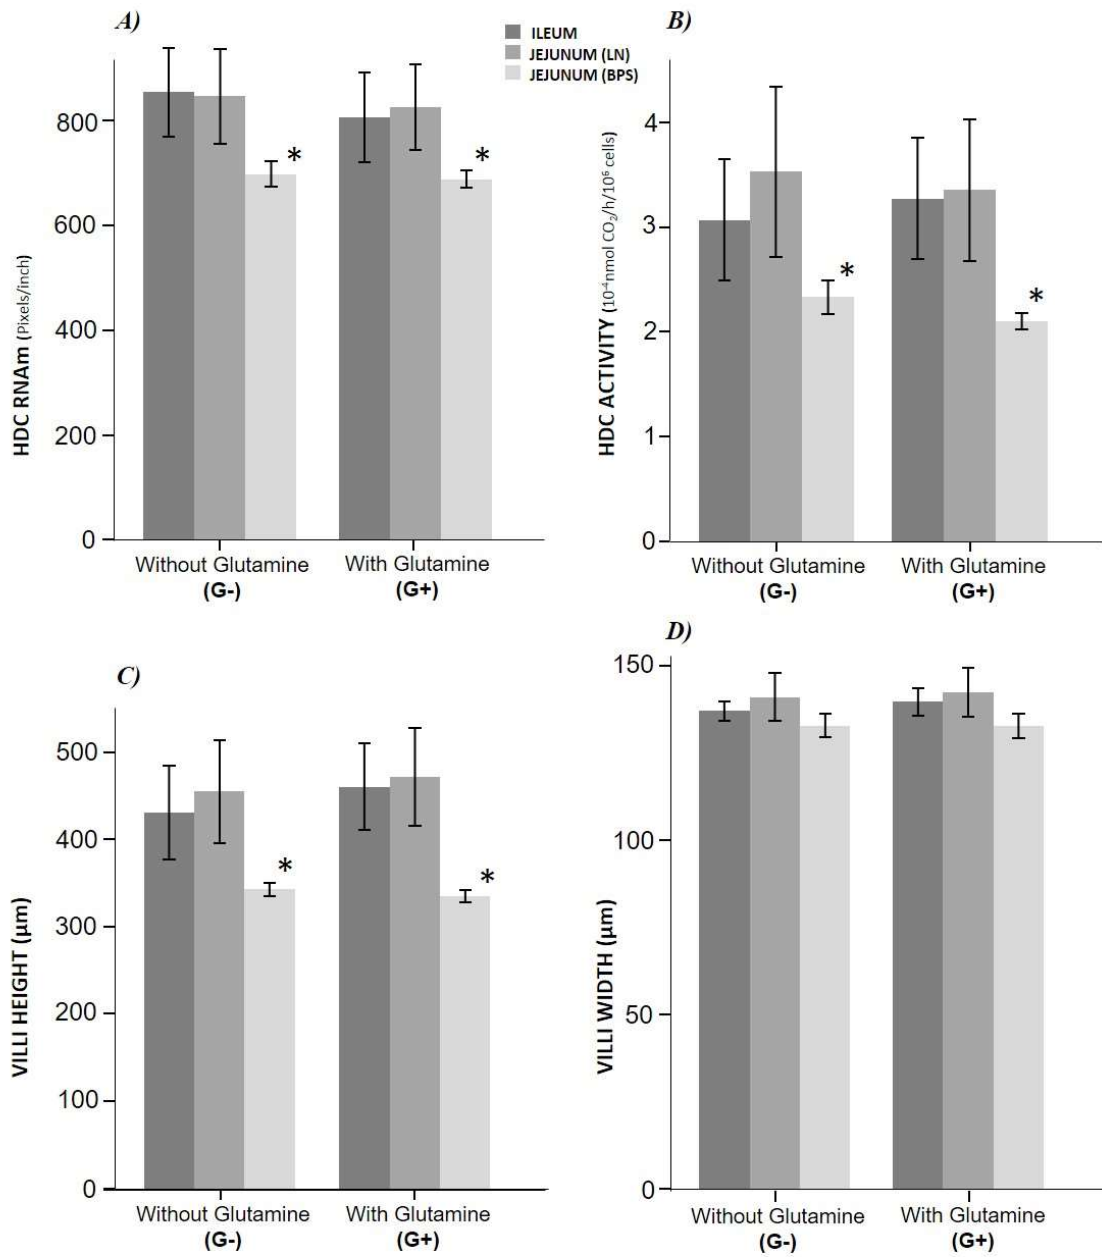 A)
ILEUM
JEJUNUM (LN)
JEJUNUM (BPS)
HDC RNAm (Pixels/inch)
800
600
400
200
0
*
*
Without Glutamine
(G-)
With Glutamine
(G+)
B)
HDC ACTIVITY (10⁻⁴nmol CO₂/h/10⁶ cells)
4
3
2
1
0
*
*
Without Glutamine
(G-)
With Glutamine
(G+)
C)
VILLI HEIGHT (µm)
500
400
300
200
100
0
*
*
Without Glutamine
(G-)
With Glutamine
(G+)
D)
VILLI WIDTH (µm)
150
100
50
0
Without Glutamine
(G-)
With Glutamine
(G+)